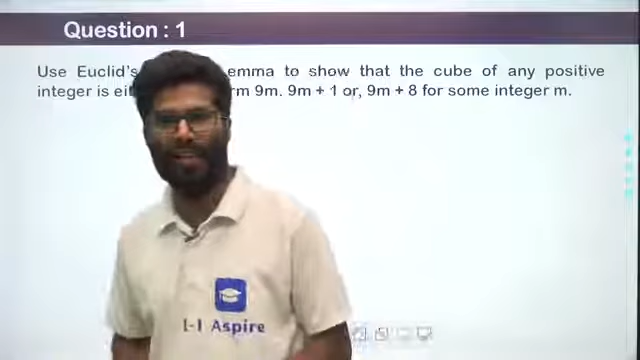 Question : 1
Use Euclid's emma to show that the cube of any positive
integer is ei rm 9m. 9m + 1 or, 9m + 8 for some integer m.
Aspire